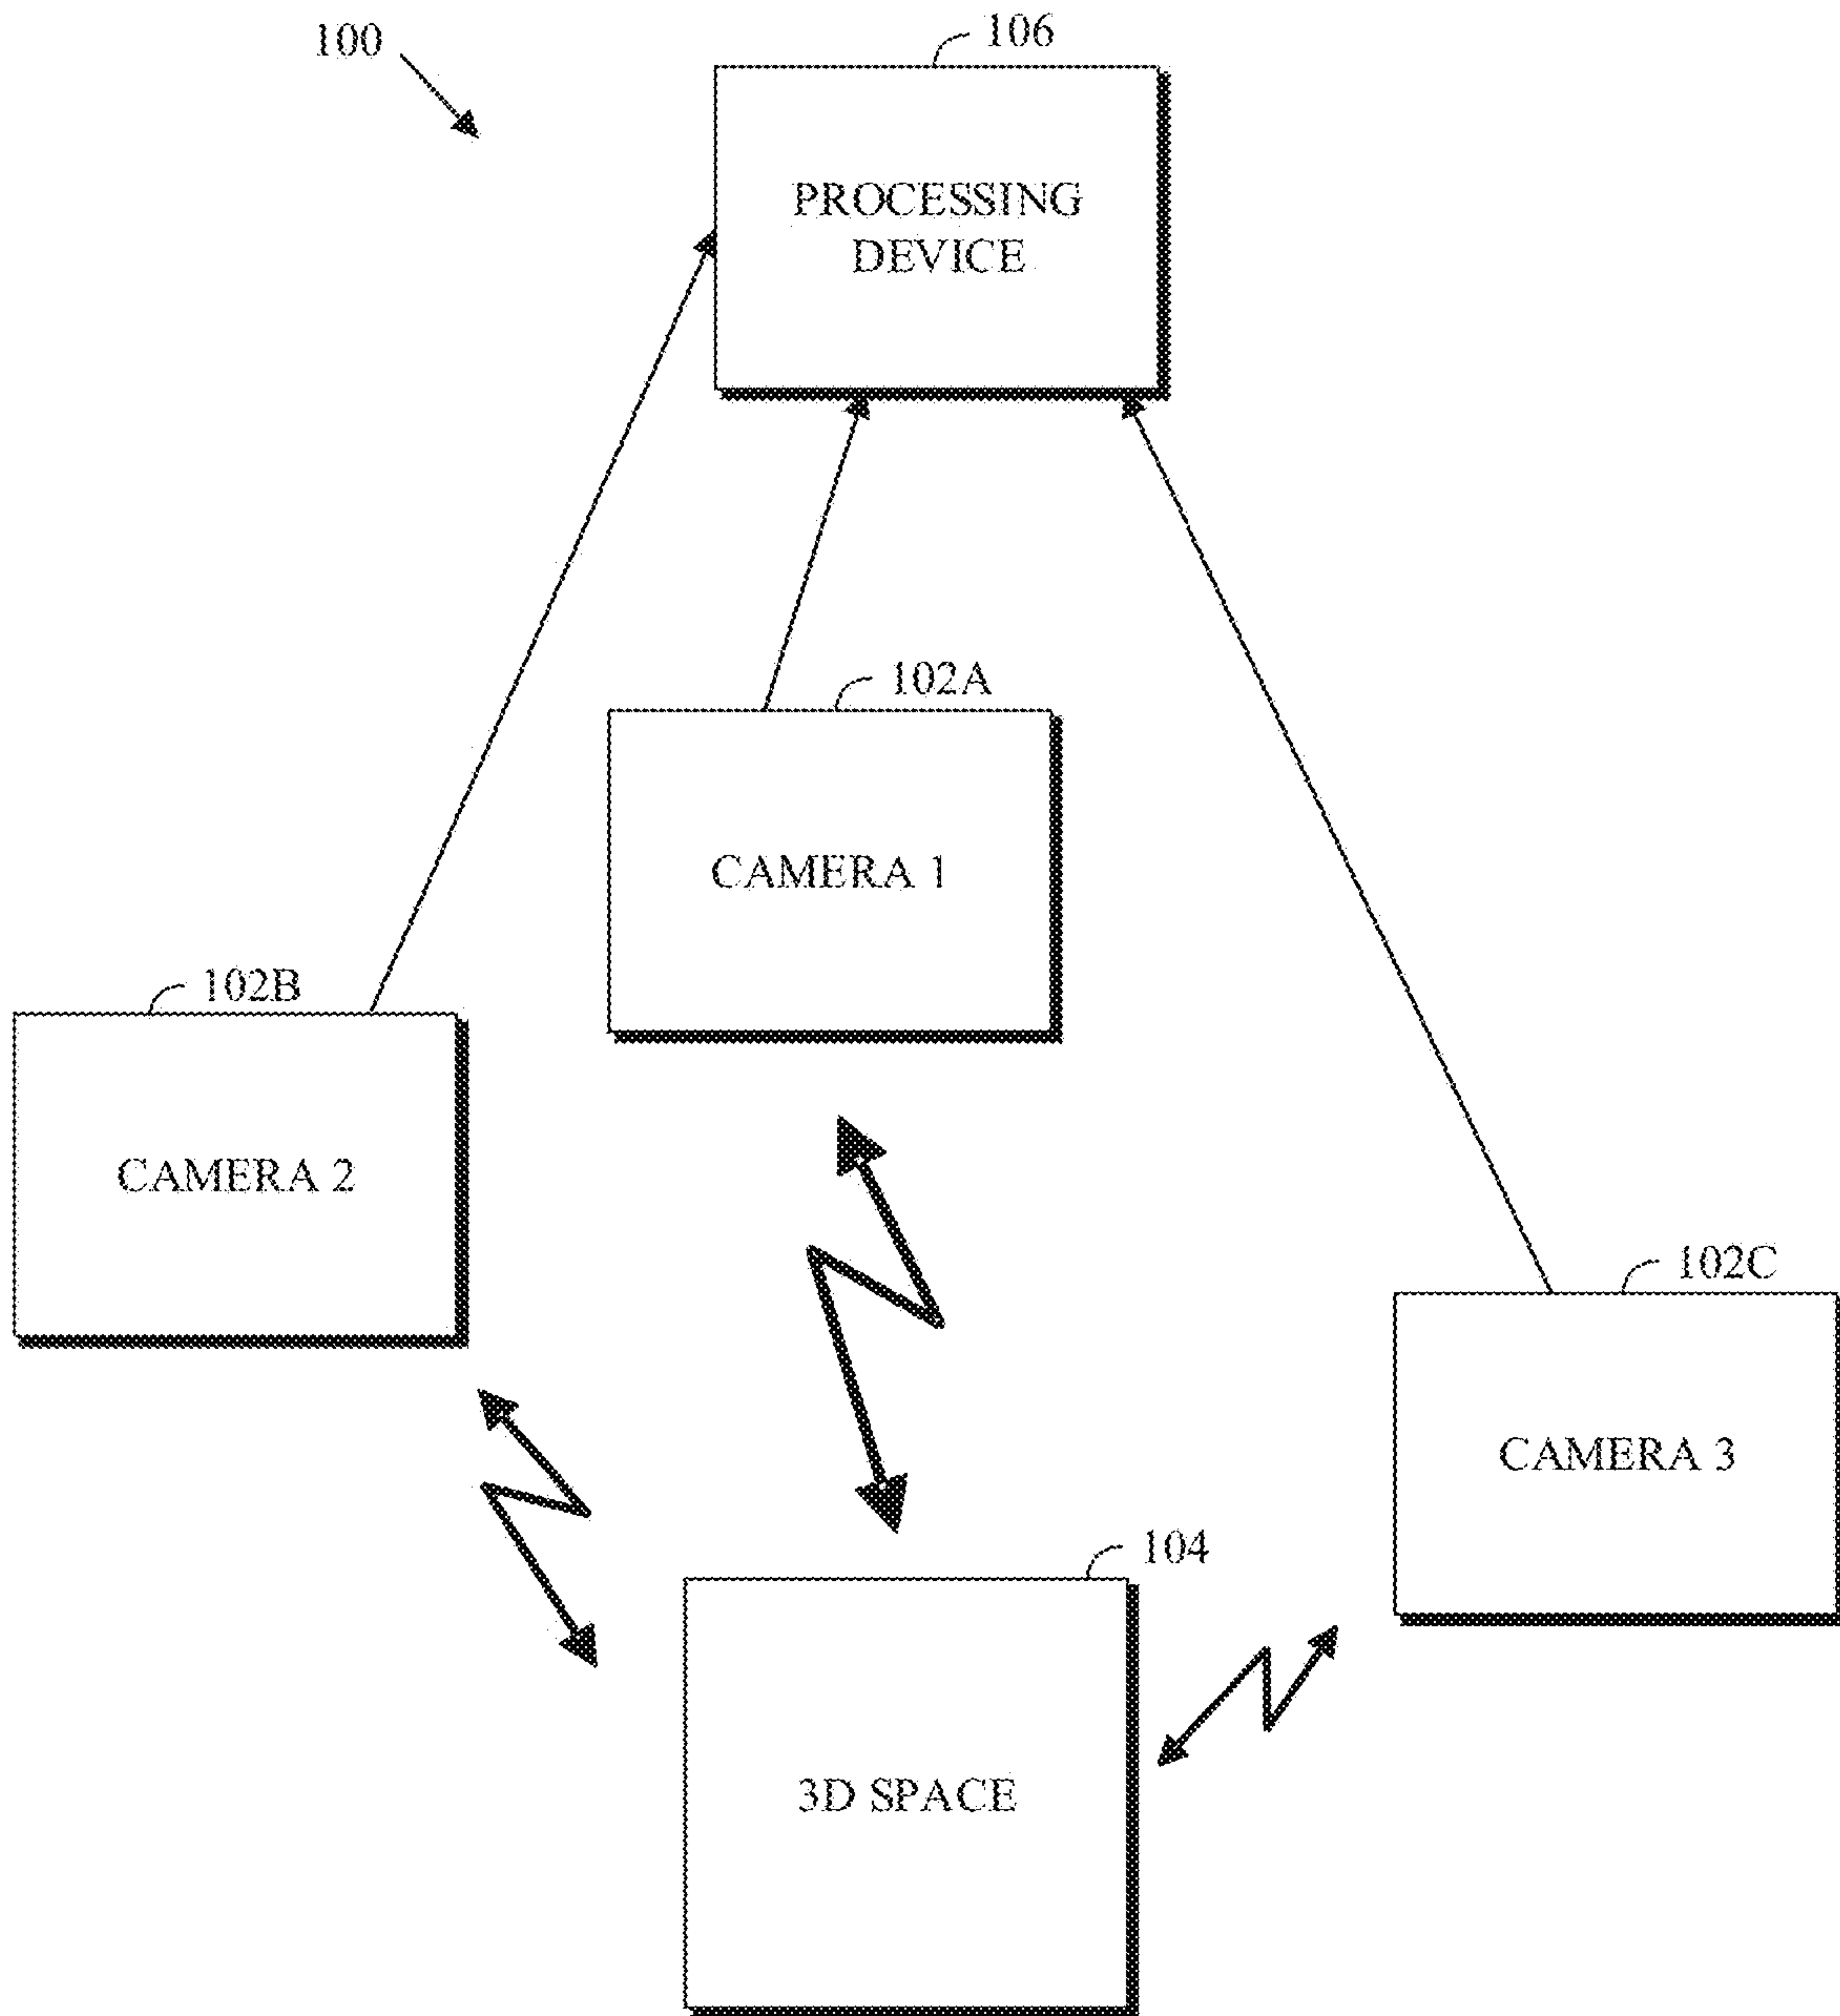 100
106
PROCESSING
DEVICE
102A
CAMERA 1
102B
CAMERA 2
102C
CAMERA 3
104
3D SPACE